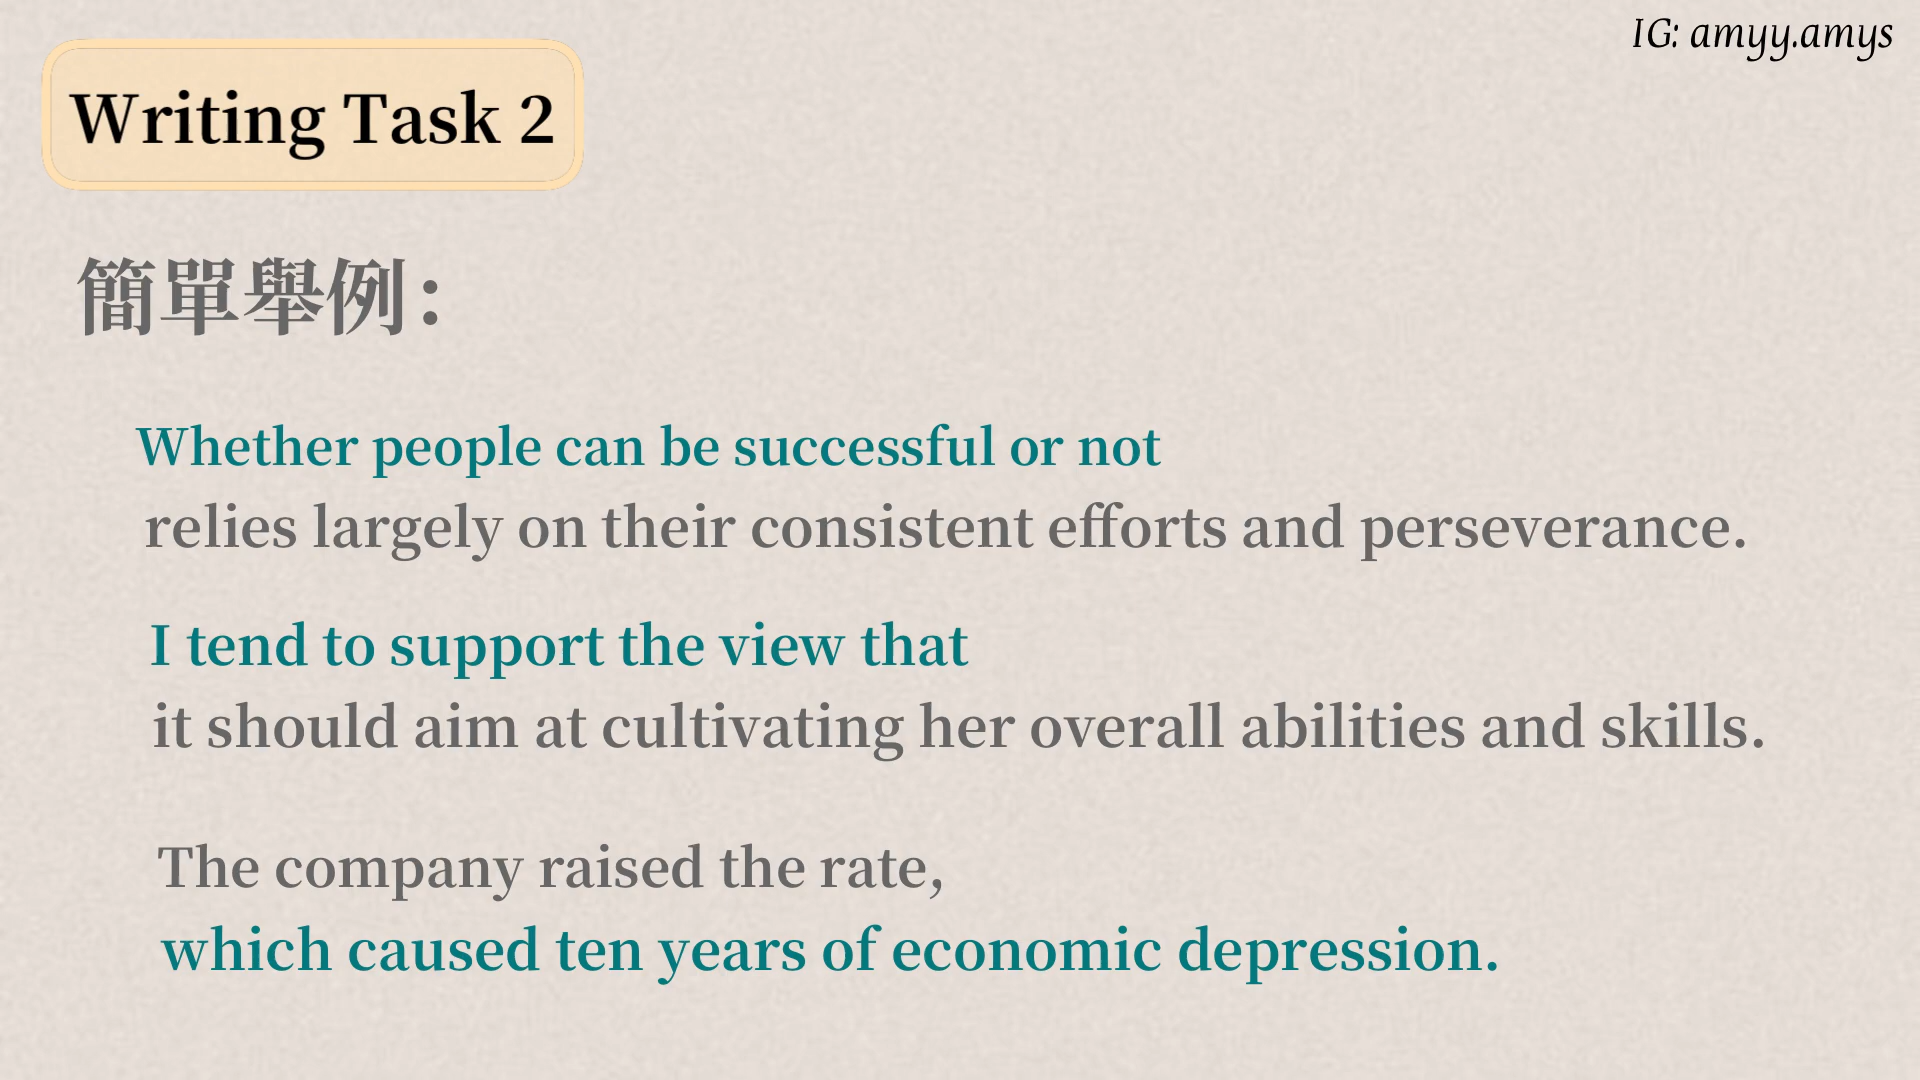 IG: amyy.amys
Writing Task 2
簡單舉例：
Whether people can be successful or not
relies largely on their consistent efforts and perseverance.
I tend to support the view that
it should aim at cultivating her overall abilities and skills.
The company raised the rate,
which caused ten years of economic depression.